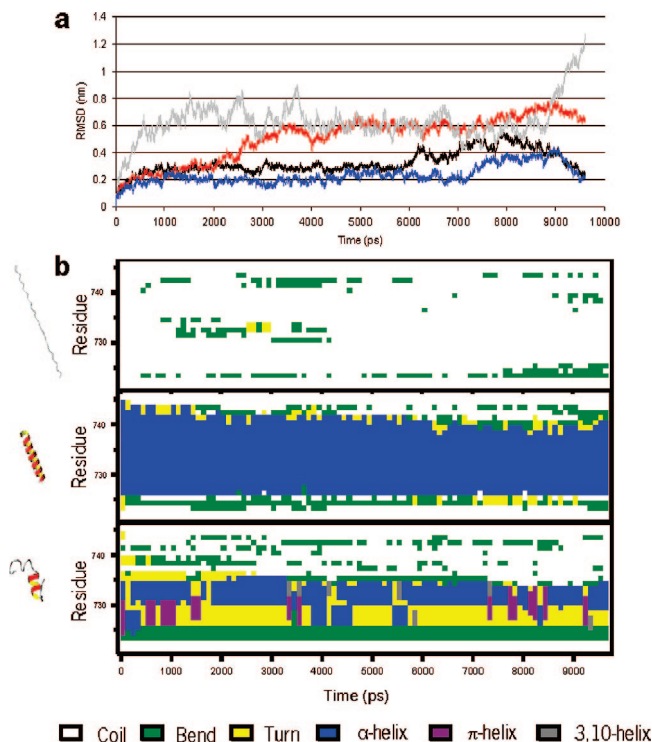 a
1.4
1.2
1
0.8
0.6
0.4
0.2
0
RMSD (nm)
0 1000 2000 3000 4000 5000 6000 7000 8000 9000 10000
Time (ps)
b
740
730
Residue
740
730
Residue
740
730
Residue
0 1000 2000 3000 4000 5000 6000 7000 8000 9000
Time (ps)
Coil Bend Turn α-helix π-helix 3,10-helix